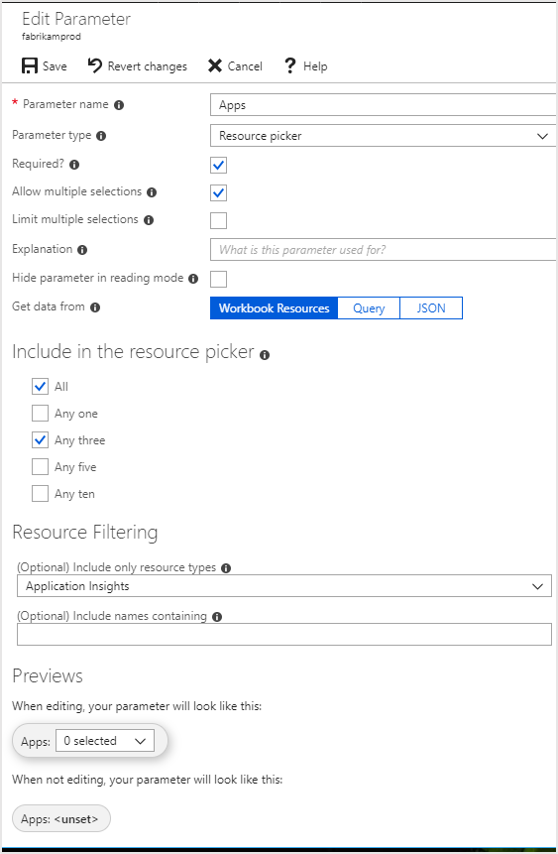 Edit Parameter
fabrikamprod
Save Revert changes Cancel ? Help
* Parameter name Apps
Parameter type Resource picker
Required?
Allow multiple selections
Limit multiple selections
Explanation What is this parameter used for?
Hide parameter in reading mode
Get data from Workbook Resources Query JSON
Include in the resource picker
All
Any one
Any three
Any five
Any ten
Resource Filtering
(Optional) Include only resource types
Application Insights
(Optional) Include names containing
Previews
When editing, your parameter will look like this:
Apps: 0 selected
When not editing, your parameter will look like this:
Apps: <unset>